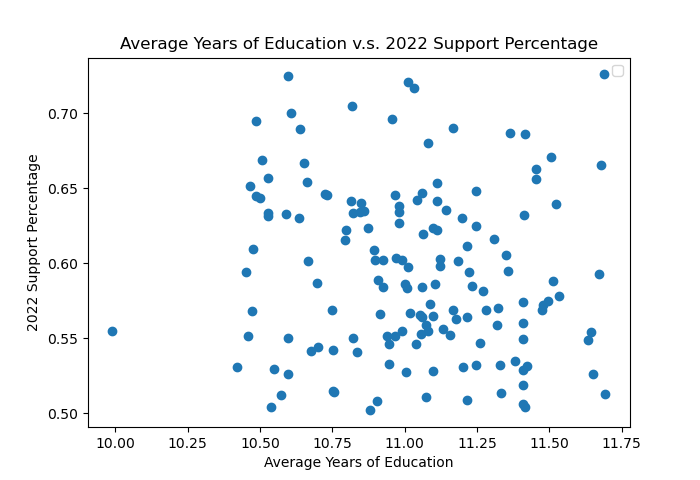 Average Years of Education v.s. 2022 Support Percentage
2022 Support Percentage
0.70
0.65
0.60
0.55
0.50
10.00 10.25 10.50 10.75 11.00 11.25 11.50 11.75
Average Years of Education